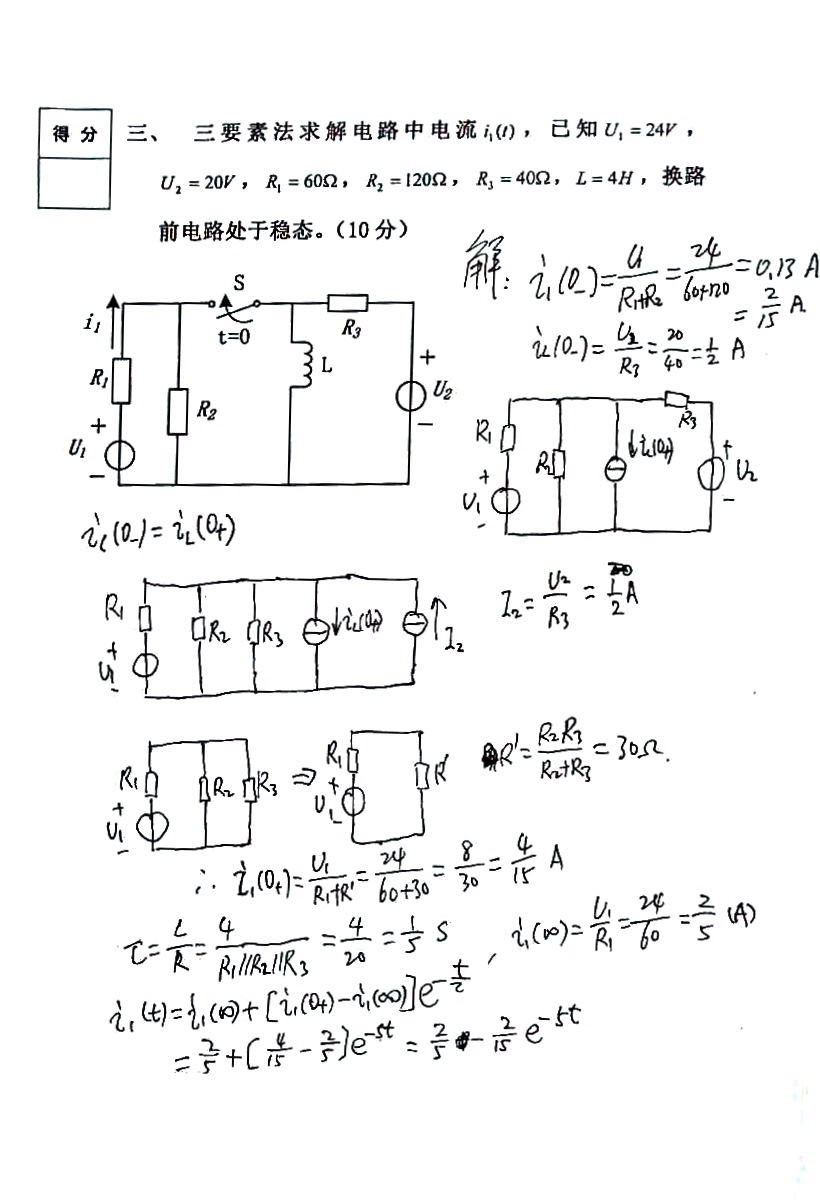 得 分
三、 三要素法求解电路中电流 i₁(t) ，已知 U₁ = 24V ，
U₂ = 20V ，R₁ = 60Ω，R₂ = 120Ω，R₃ = 40Ω，L = 4H ，换路
前电路处于稳态。（10 分）
解: i₁(0₋)= U₁/(R₁+R₂) = 24/(60+120) = 0.13 A
= 2/15 A
i_L(0₋)= U₂/R₃ = 20/40 = 1/2 A
S
i₁
t=0
R₃
R₁
L
+
U₂
R₂
+
U₁
−
−
R₃
R₁
R₂
↓i_L(0₊)
+
U₂
−
+
U₁
−
i_L(0₋)= i_L(0₊)
I₂= U₂/R₃ = 1/2 A
R₁
R₂
R₃
↓i_L(0₊)
↑I₂
+
U₁
−
R₁
R₂
R₃
⇒
R₁
R′
+
U₁
−
+
U₁
−
R′= R₂R₃/(R₂+R₃) = 30Ω.
∴ i₁(0₊)= U₁/(R₁+R′) = 24/(60+30) = 8/30 = 4/15 A
τ= L/R = 4/(R₁//R₂//R₃) = 4/20 = 1/5 S , i₁(∞)= U₁/R₁ = 24/60 = 2/5 (A)
i₁(t)=i₁(∞)+[i₁(0₊)−i₁(∞)]e^(−t/τ)
= 2/5+[4/15 − 2/5]e^(−5t) = 2/5 − 2/15 e^(−5t)